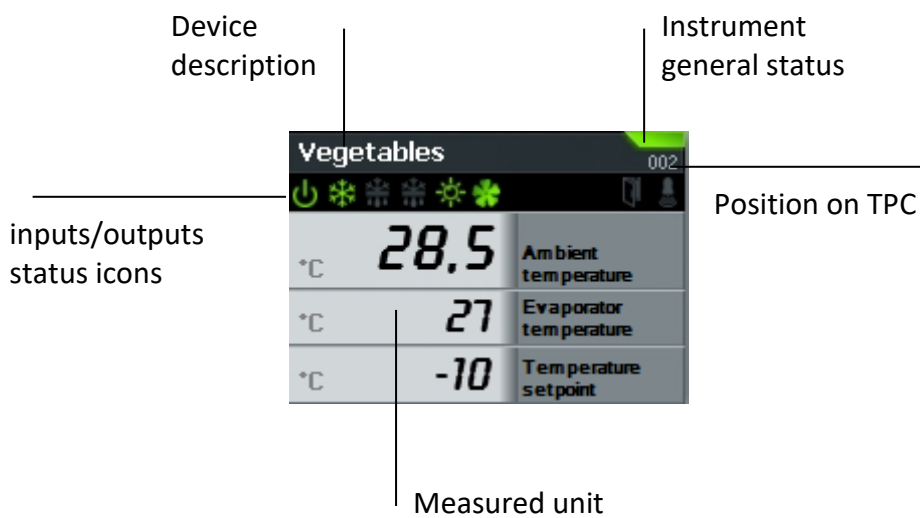 Device
description
Instrument
general status
Vegetables
002
Position on TPC
inputs/outputs
status icons
°C 28.5 Ambient
temperature
°C 27 Evaporator
temperature
°C -10 Temperature
setpoint
Measured unit